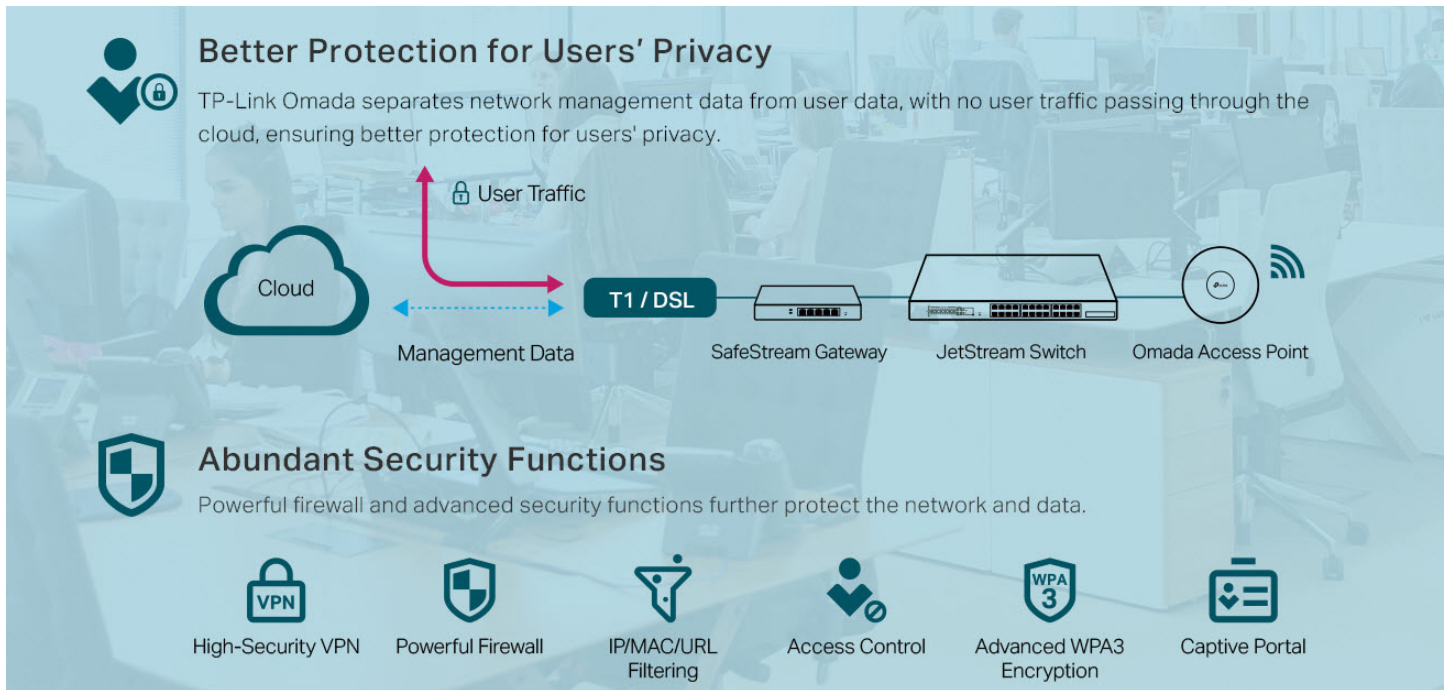 Better Protection for Users' Privacy
TP-Link Omada separates network management data from user data, with no user traffic passing through the
cloud, ensuring better protection for users' privacy.
User Traffic
Cloud
T1 / DSL
Management Data
SafeStream Gateway
JetStream Switch
Omada Access Point
Abundant Security Functions
Powerful firewall and advanced security functions further protect the network and data.
VPN
WPA
3
High-Security VPN
Powerful Firewall
IP/MAC/URL
Filtering
Access Control
Advanced WPA3
Encryption
Captive Portal